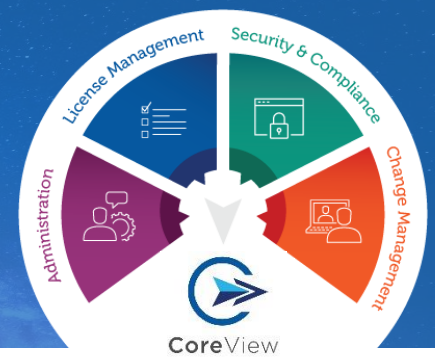 Administration
License Management
Security & Compliance
Change Management
CoreView